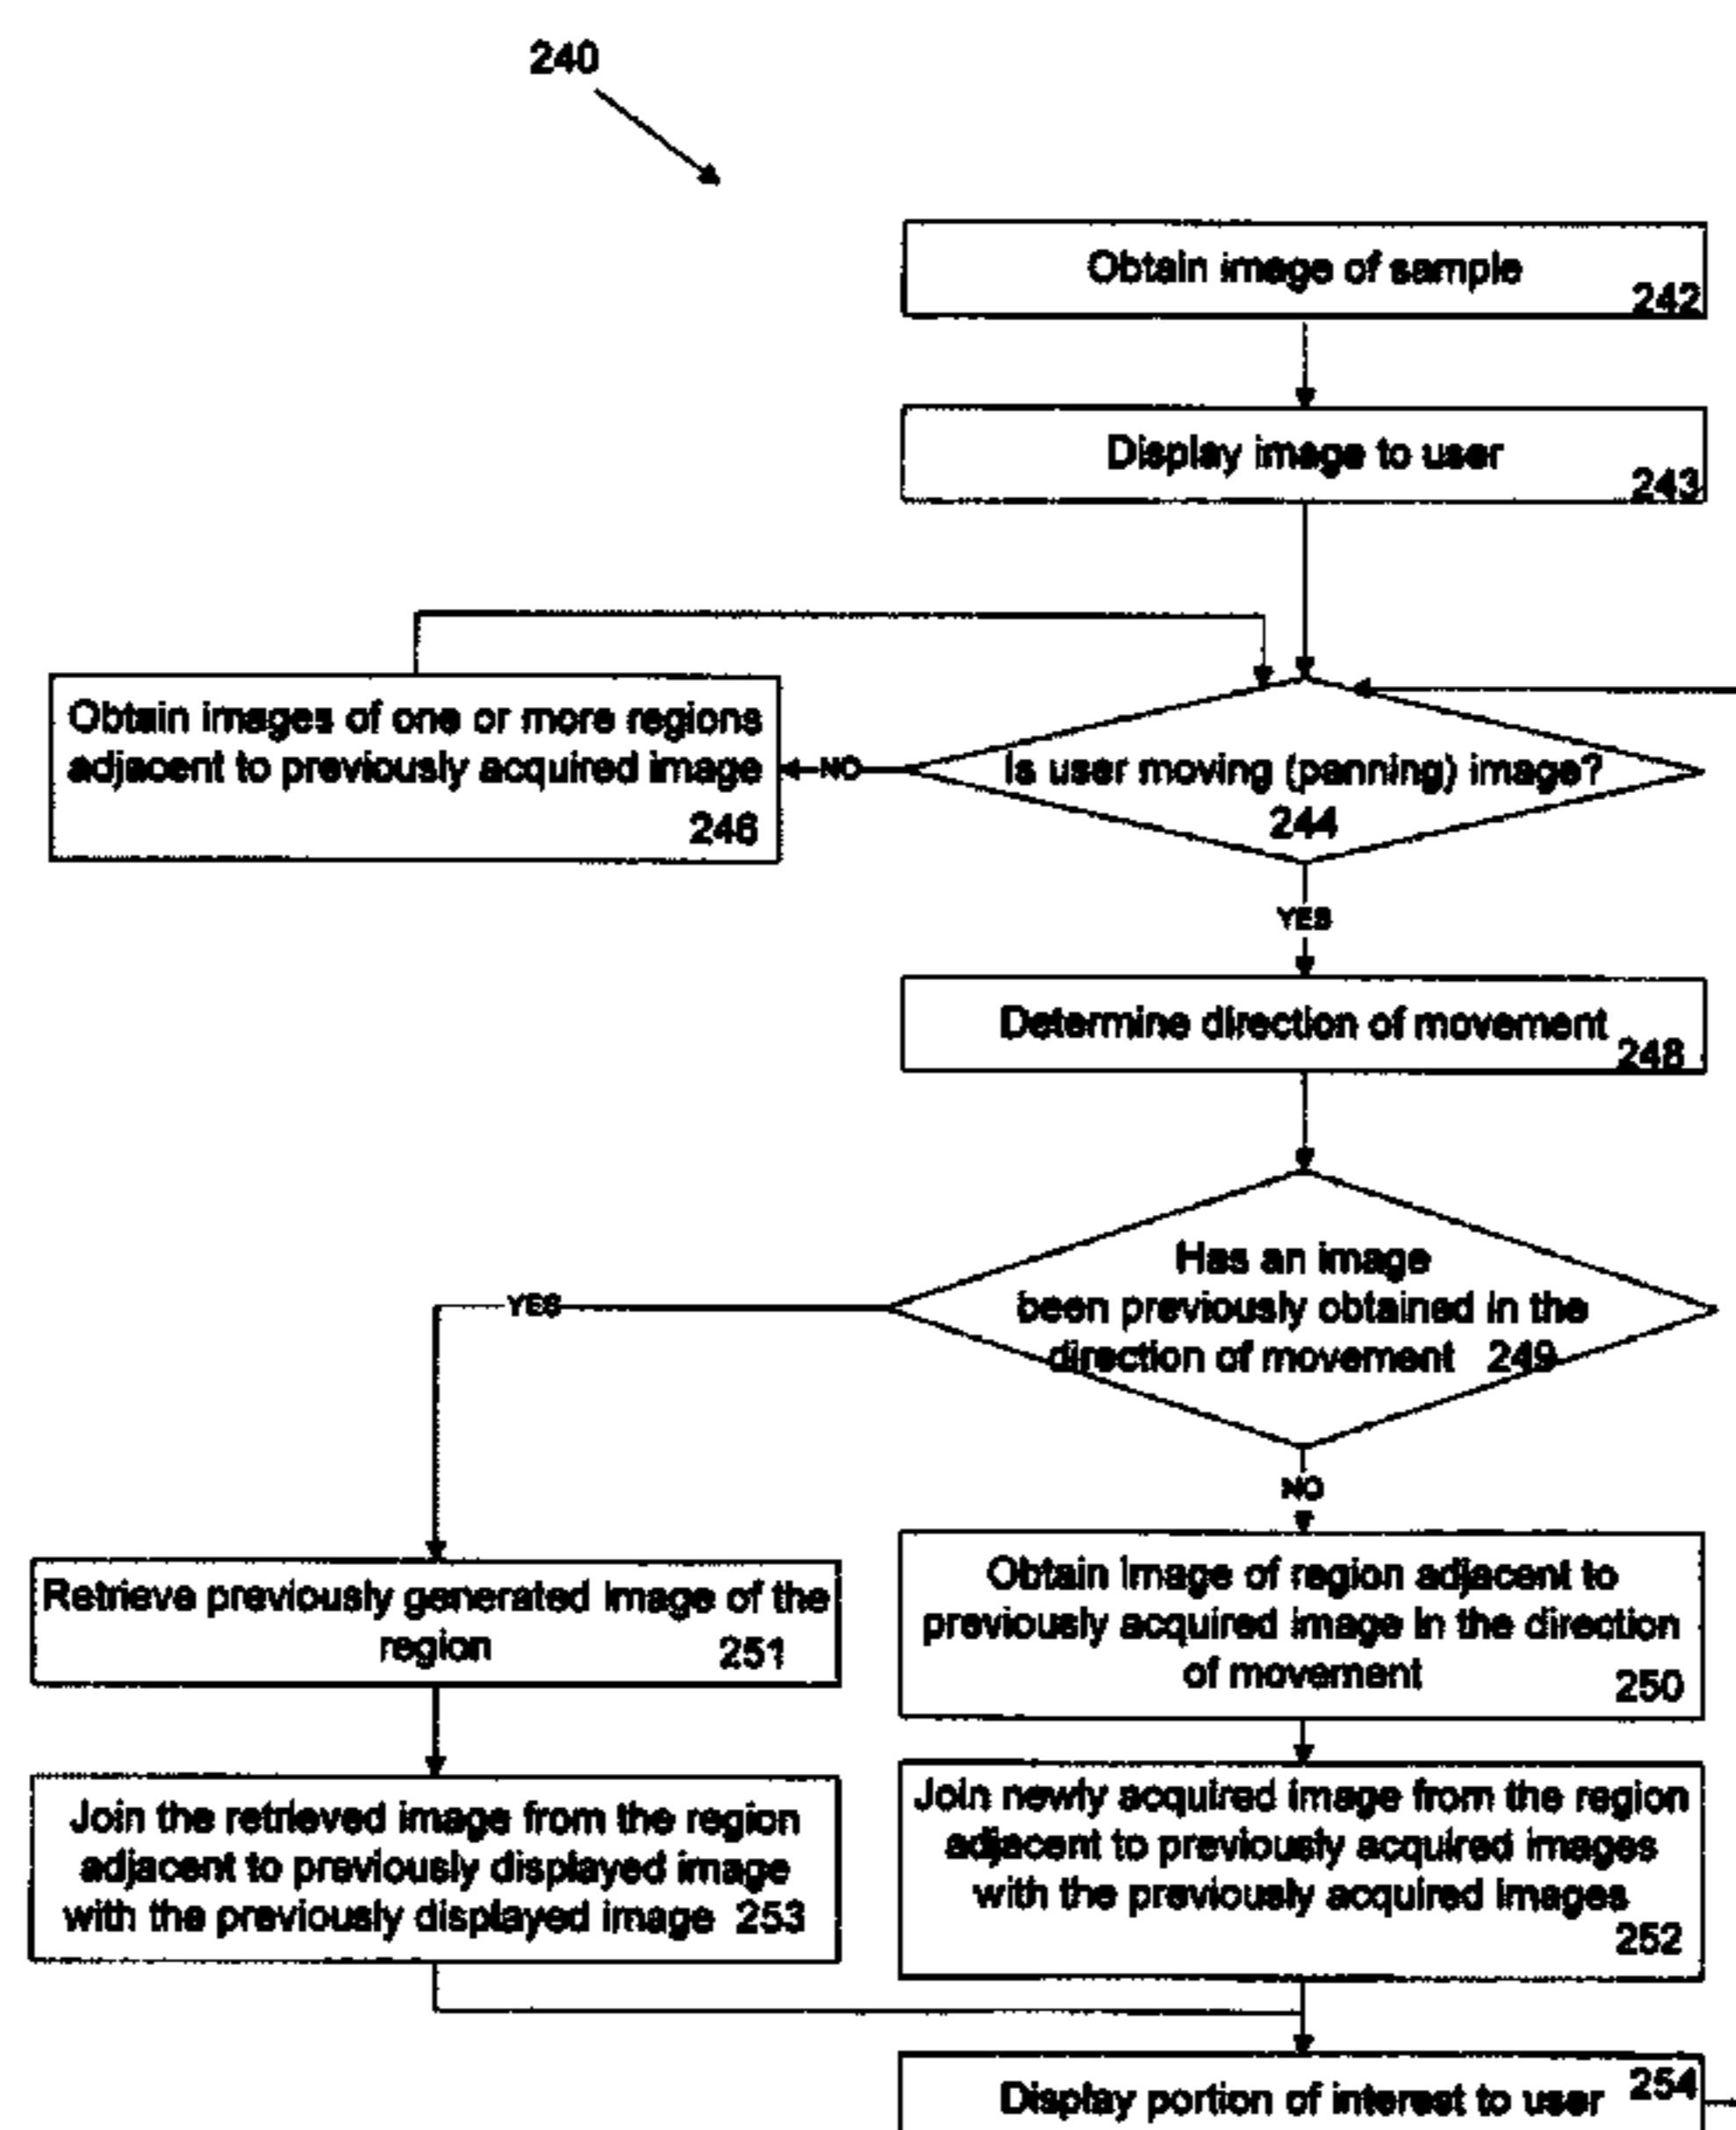 240
Obtain image of sample
242
Display image to user
243
Obtain images of one or more regions
adjacent to previously acquired image
246
NO
Is user moving (panning) image?
244
YES
Determine direction of movement
248
Has an image
been previously obtained in the
direction of movement 249
YES
NO
Retrieve previously generated image of the
region 251
Obtain image of region adjacent to
previously acquired image in the direction
of movement
250
Join the retrieved image from the region
adjacent to previously displayed image
with the previously displayed image 253
Join newly acquired image from the region
adjacent to previously acquired images
with the previously acquired images
252
Display portion of interest to user 254